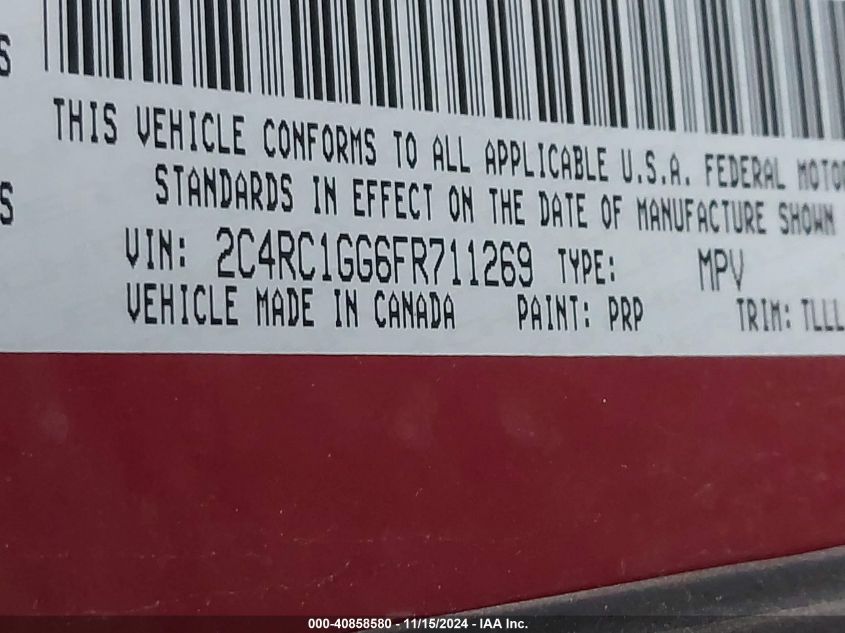 THIS VEHICLE CONFORMS TO ALL APPLICABLE U.S.A. FEDERAL MOTOR
STANDARDS IN EFFECT ON THE DATE OF MANUFACTURE SHOWN
VIN: 2C4RC1GG6FR711269 TYPE: MPV
VEHICLE MADE IN CANADA PAINT: PRP TRIM: TLLL
000-40858580 - 11/15/2024 - IAA Inc.